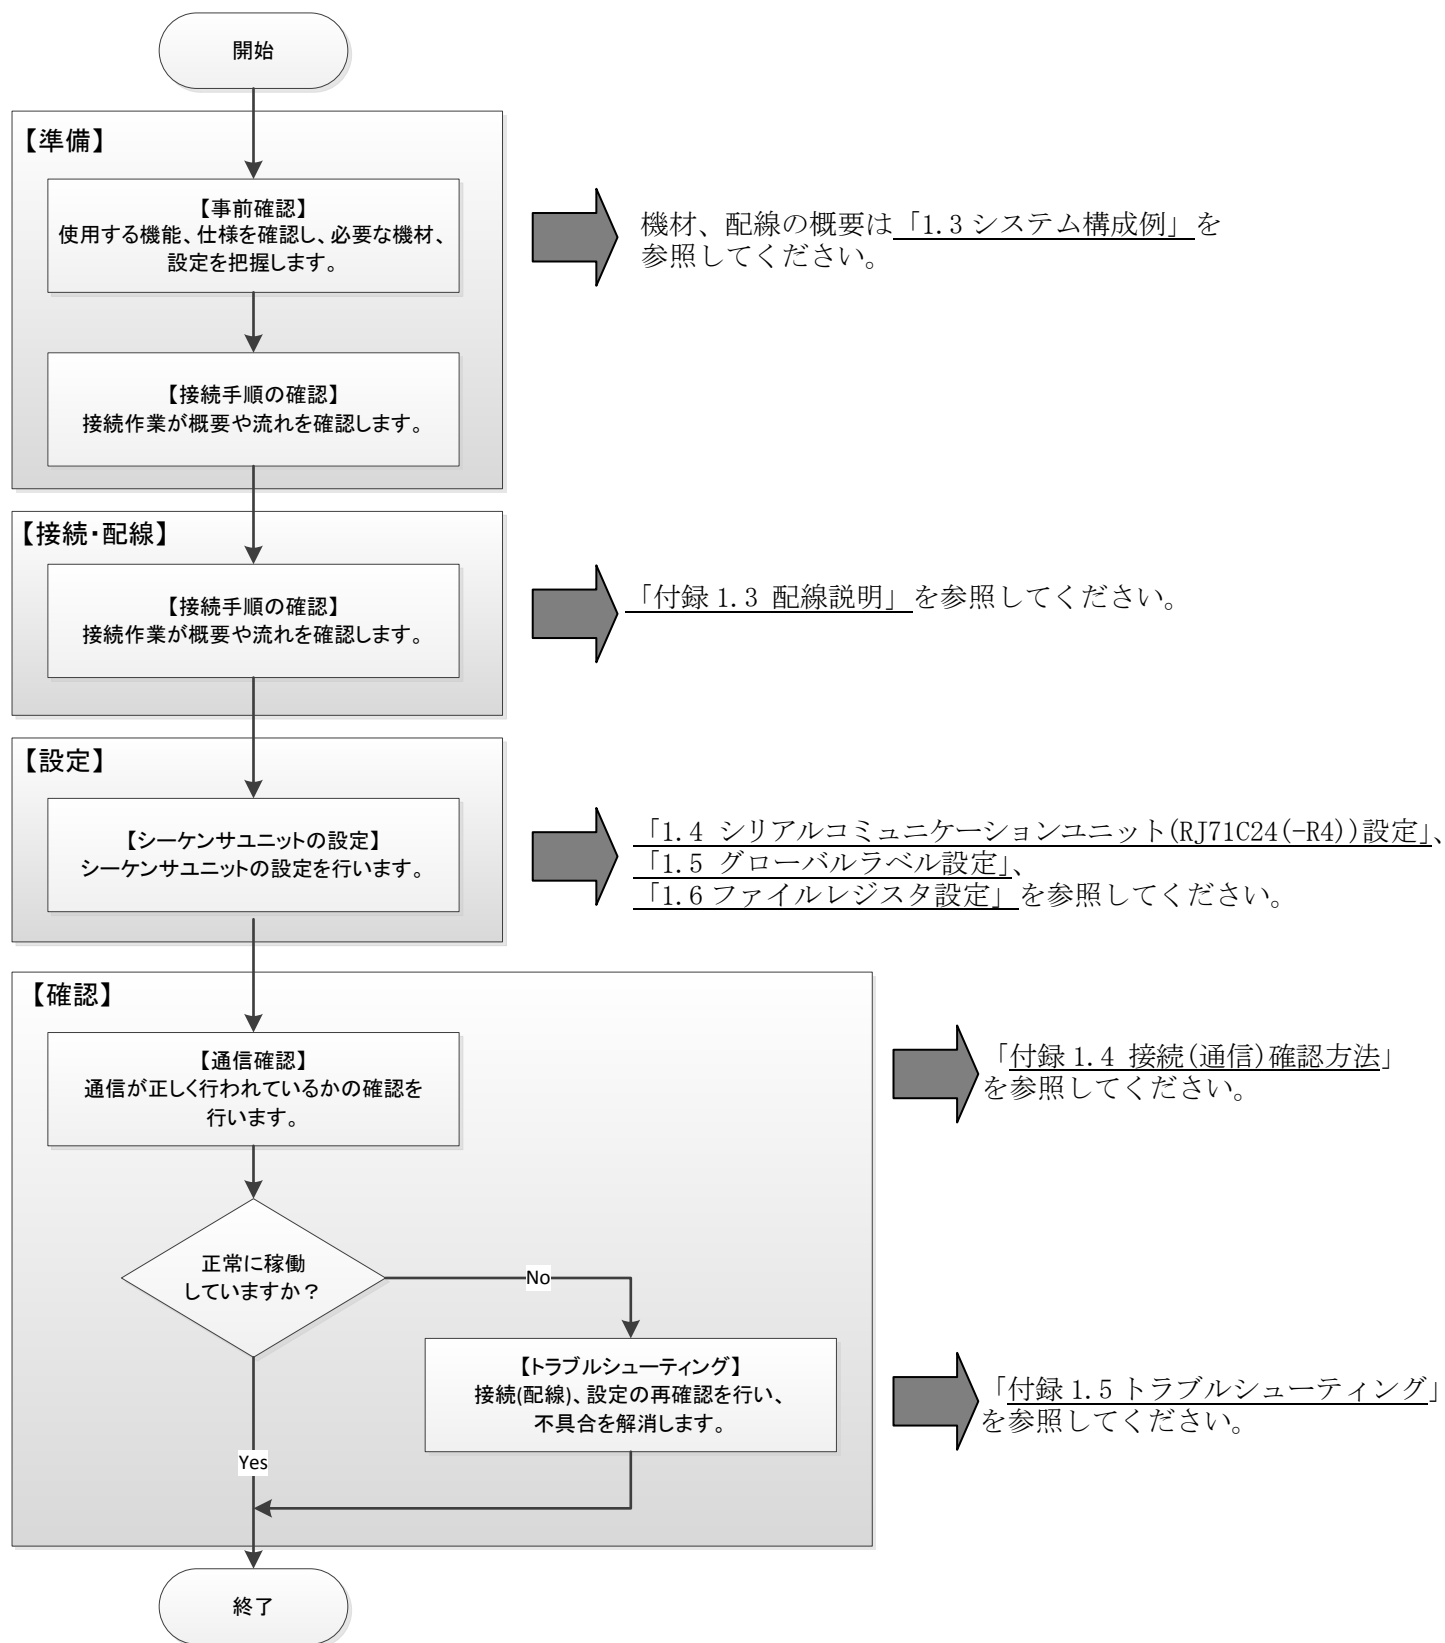 開始
【準備】
【事前確認】
使用する機能、仕様を確認し、必要な機材、
設定を把握します。
機材、配線の概要は「1.3 システム構成例」を
参照してください。
【接続手順の確認】
接続作業が概要や流れを確認します。
【接続・配線】
【接続手順の確認】
接続作業が概要や流れを確認します。
「付録 1.3 配線説明」を参照してください。
【設定】
【シーケンサユニットの設定】
シーケンサユニットの設定を行います。
「1.4 シリアルコミュニケーションユニット(RJ71C24(-R4))設定」、
「1.5 グローバルラベル設定」、
「1.6 ファイルレジスタ設定」を参照してください。
【確認】
【通信確認】
通信が正しく行われているかの確認を
行います。
「付録 1.4 接続(通信)確認方法」
を参照してください。
正常に稼働
していますか？
No
【トラブルシューティング】
接続(配線)、設定の再確認を行い、
不具合を解消します。
「付録 1.5 トラブルシューティング」
を参照してください。
Yes
終了